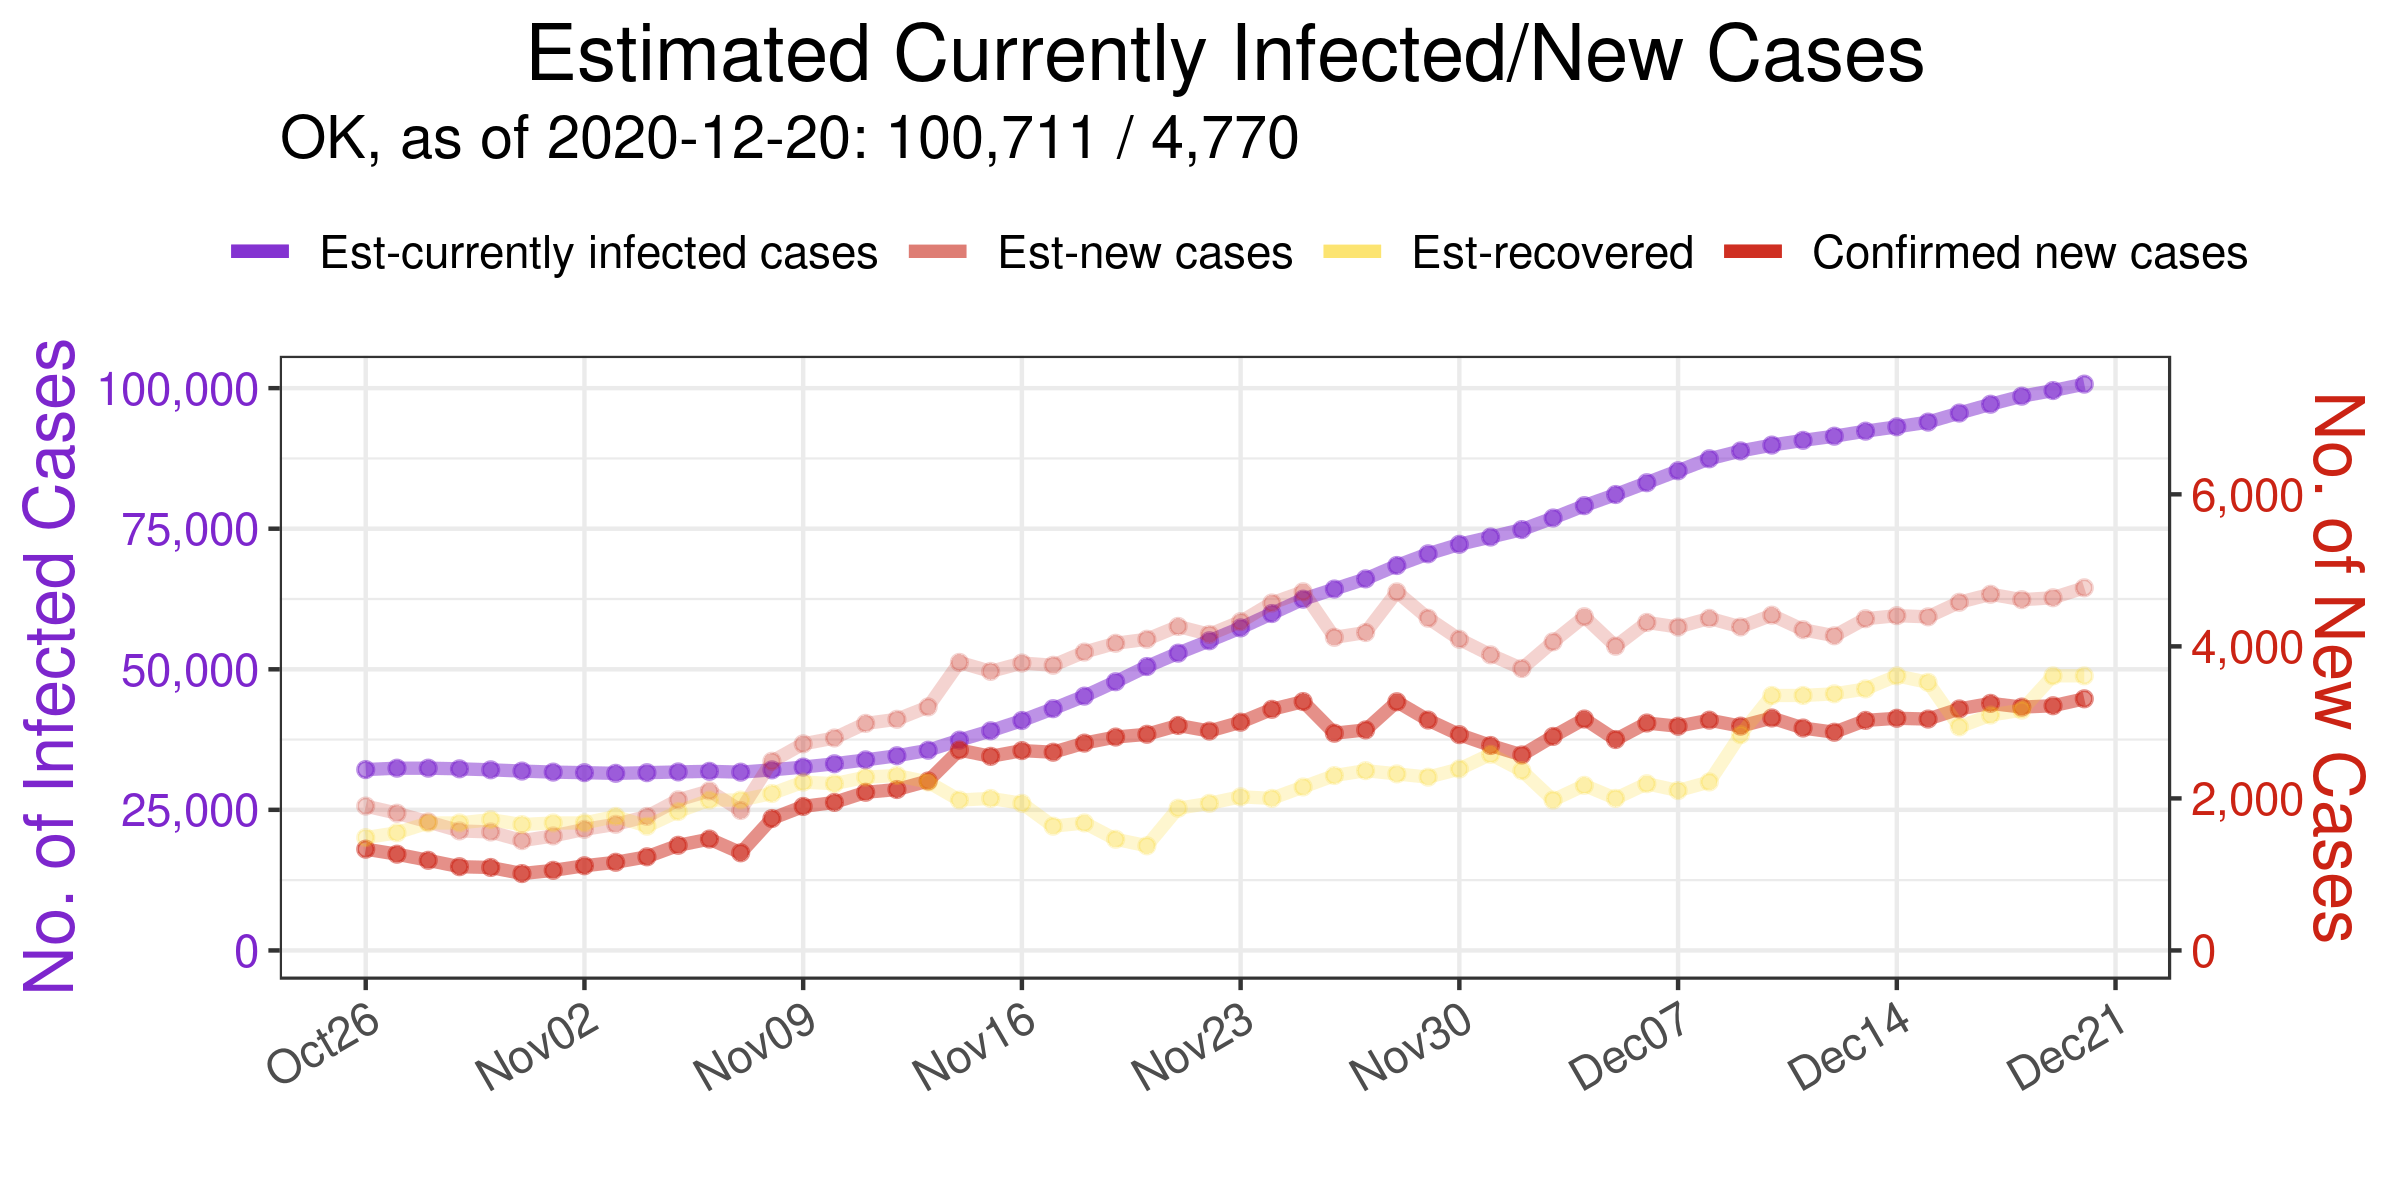 Estimated Currently Infected/New Cases
OK, as of 2020-12-20: 100,711 / 4,770
Est-currently infected cases Est-new cases Est-recovered Confirmed new cases
No. of Infected Cases
100,000
75,000
50,000
25,000
0
6,000
4,000
2,000
0
No. of New Cases
Oct26 Nov02 Nov09 Nov16 Nov23 Nov30 Dec07 Dec14 Dec21